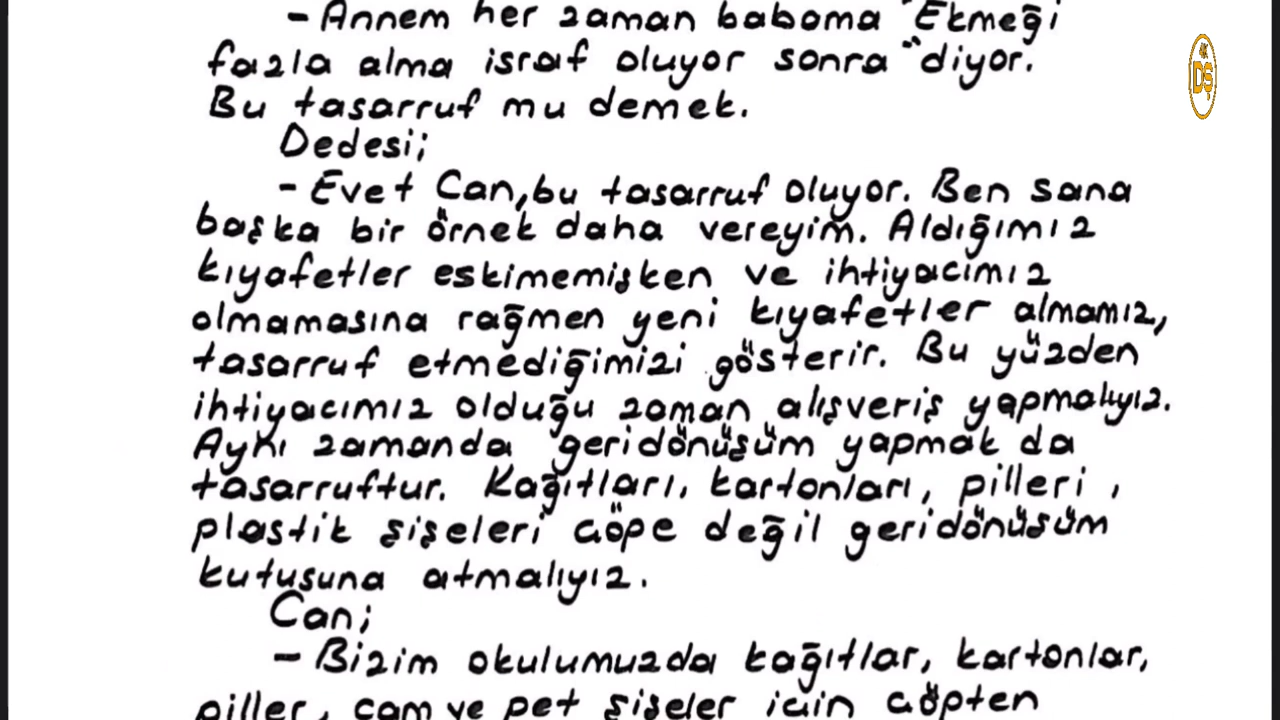 - Annem her zaman baboma "Ekmeği
fazla alma israf oluyor sonra" diyor.
Bu tasarruf mu demek.
Dedesi;
- Evet Can, bu tasarruf oluyor. Ben sana
başka bir örnek daha vereyim. Aldığımız
kıyafetler eskimemişken ve ihtiyacımız
olmamasına rağmen yeni kıyafetler almamız,
tasarruf etmediğimizi gösterir. Bu yüzden
ihtiyacımız olduğu zaman alışveriş yapmalıyız.
Aynı zamanda geridönüşüm yapmak da
tasarruftur. Kağıtları, kartonları, pilleri,
plastik şişeleri çöpe değil geridönüşüm
kutusuna atmalıyız.
Can;
- Bizim okulumuzda kağıtlar, kartonlar,
piller, cam ve pet şişeler için çöpten
DŞ